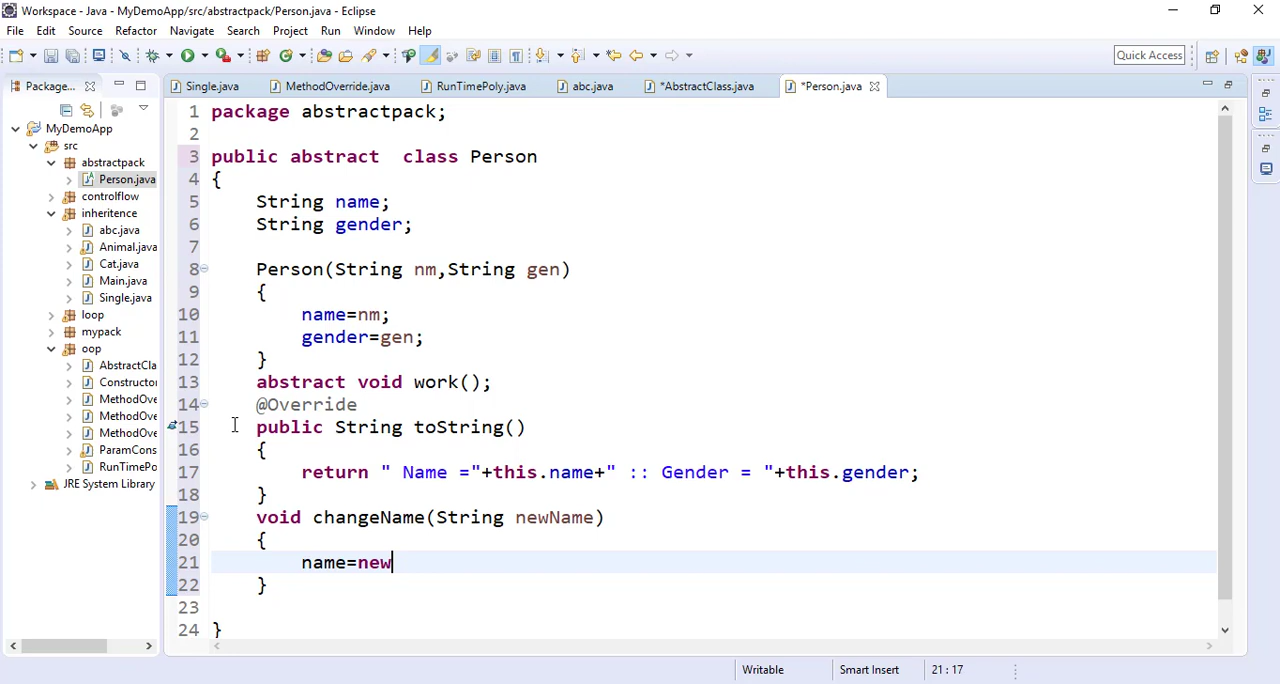 Workspace - Java - MyDemoApp/src/abstractpack/Person.java - Eclipse
File Edit Source Refactor Navigate Search Project Run Window Help
Quick Access
Package...
Single.java MethodOverride.java RunTimePoly.java abc.java *AbstractClass.java *Person.java
MyDemoApp
src
abstractpack
Person.java
controlflow
inheritence
abc.java
Animal.java
Cat.java
Main.java
Single.java
loop
mypack
oop
AbstractCla
Constructor
MethodOve
MethodOve
MethodOve
ParamCons
RunTimePo
JRE System Library
1 package abstractpack;
2
3 public abstract  class Person
4 {
5     String name;
6     String gender;
7
8     Person(String nm,String gen)
9     {
10         name=nm;
11         gender=gen;
12     }
13     abstract void work();
14     @Override
15     public String toString()
16     {
17         return " Name ="+this.name+" :: Gender = "+this.gender;
18     }
19     void changeName(String newName)
20     {
21         name=new
22     }
23
24 }
Writable Smart Insert 21 : 17